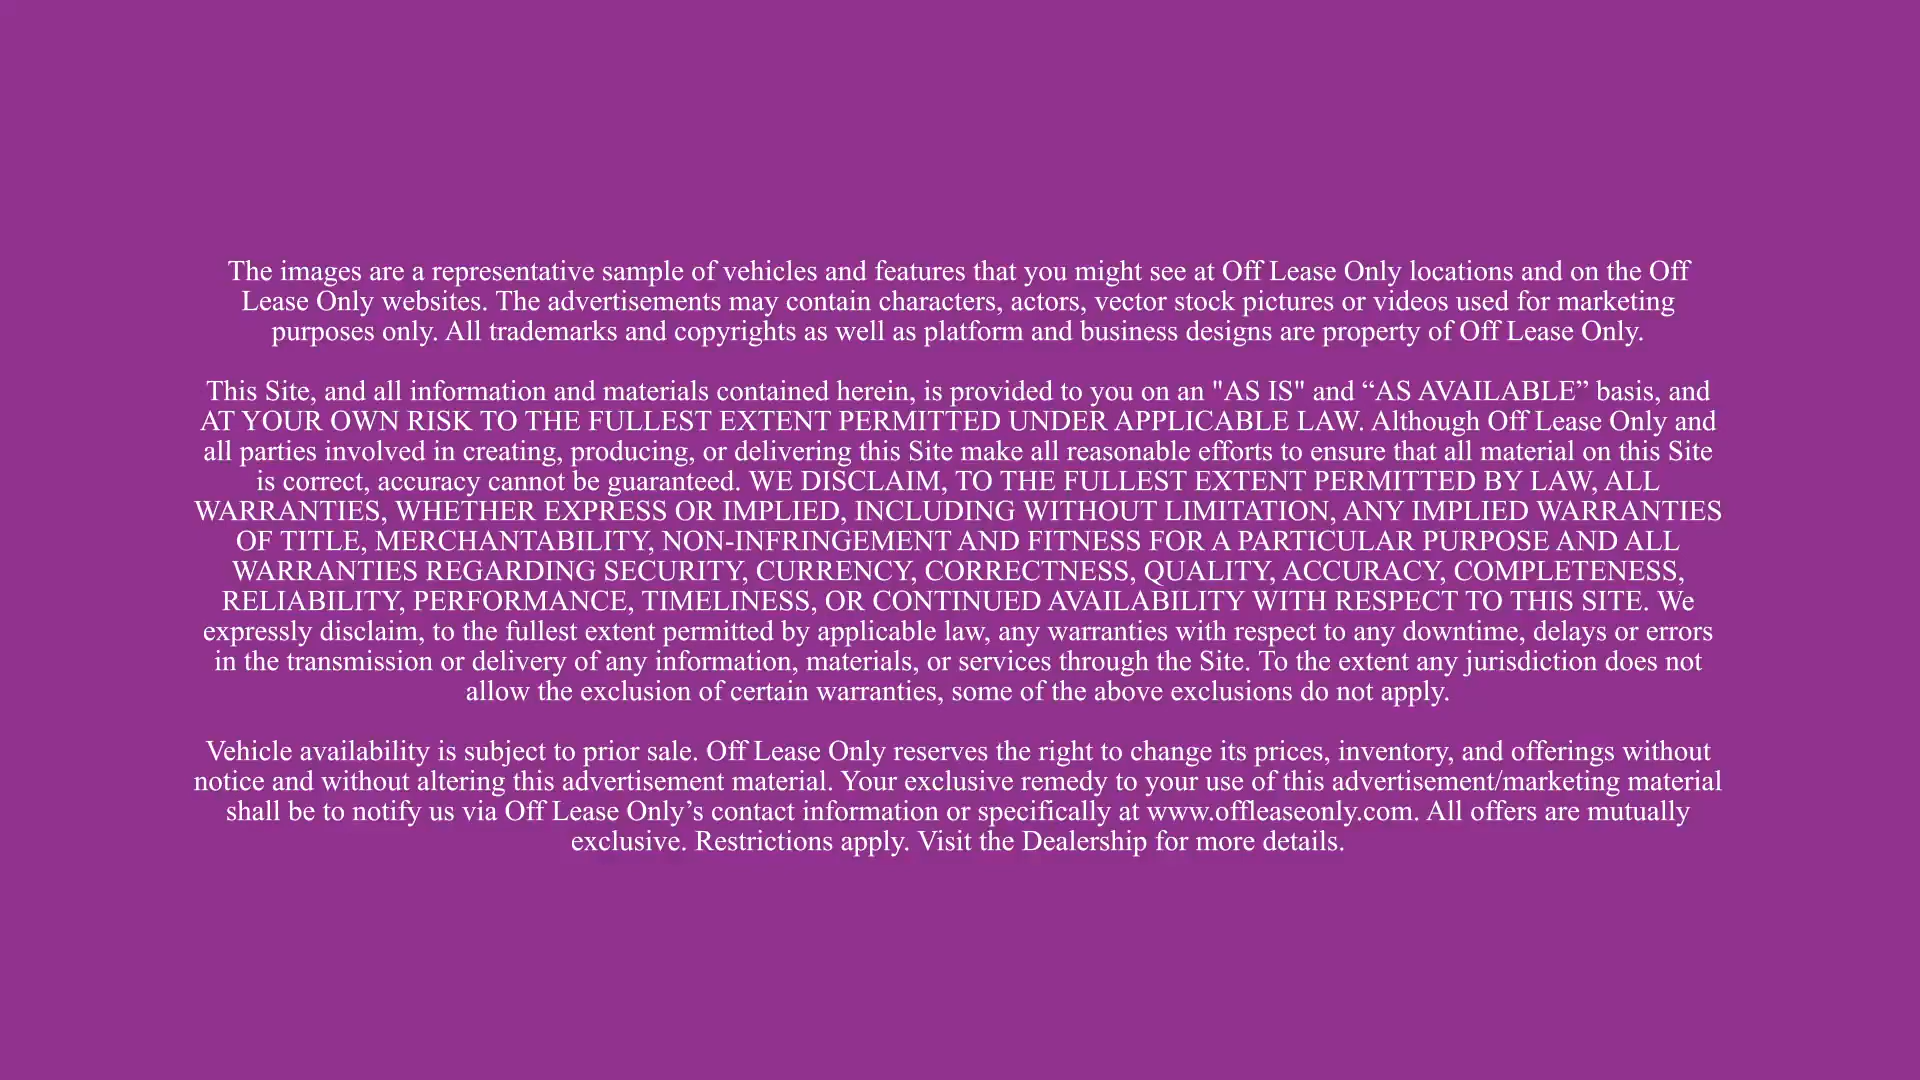 The images are a representative sample of vehicles and features that you might see at Off Lease Only locations and on the Off
Lease Only websites. The advertisements may contain characters, actors, vector stock pictures or videos used for marketing
purposes only. All trademarks and copyrights as well as platform and business designs are property of Off Lease Only.
This Site, and all information and materials contained herein, is provided to you on an "AS IS" and “AS AVAILABLE” basis, and
AT YOUR OWN RISK TO THE FULLEST EXTENT PERMITTED UNDER APPLICABLE LAW. Although Off Lease Only and
all parties involved in creating, producing, or delivering this Site make all reasonable efforts to ensure that all material on this Site
is correct, accuracy cannot be guaranteed. WE DISCLAIM, TO THE FULLEST EXTENT PERMITTED BY LAW, ALL
WARRANTIES, WHETHER EXPRESS OR IMPLIED, INCLUDING WITHOUT LIMITATION, ANY IMPLIED WARRANTIES
OF TITLE, MERCHANTABILITY, NON-INFRINGEMENT AND FITNESS FOR A PARTICULAR PURPOSE AND ALL
WARRANTIES REGARDING SECURITY, CURRENCY, CORRECTNESS, QUALITY, ACCURACY, COMPLETENESS,
RELIABILITY, PERFORMANCE, TIMELINESS, OR CONTINUED AVAILABILITY WITH RESPECT TO THIS SITE. We
expressly disclaim, to the fullest extent permitted by applicable law, any warranties with respect to any downtime, delays or errors
in the transmission or delivery of any information, materials, or services through the Site. To the extent any jurisdiction does not
allow the exclusion of certain warranties, some of the above exclusions do not apply.
Vehicle availability is subject to prior sale. Off Lease Only reserves the right to change its prices, inventory, and offerings without
notice and without altering this advertisement material. Your exclusive remedy to your use of this advertisement/marketing material
shall be to notify us via Off Lease Only’s contact information or specifically at www.offleaseonly.com. All offers are mutually
exclusive. Restrictions apply. Visit the Dealership for more details.